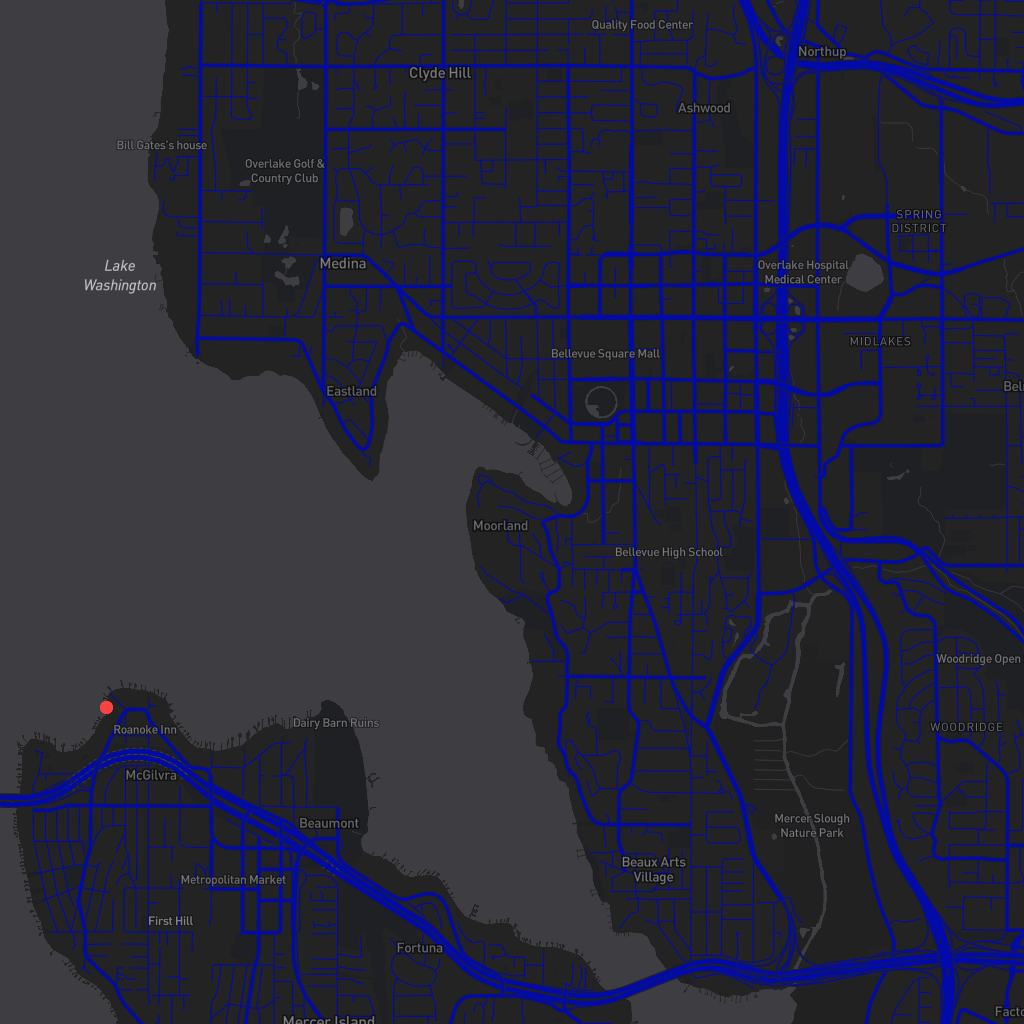 Quality Food Center
Northup
Clyde Hill
Ashwood
Bill Gates's house
Overlake Golf &
Country Club
SPRING
DISTRICT
Lake
Washington
Medina
Overlake Hospital
Medical Center
MIDLAKES
Bellevue Square Mall
Eastland
Moorland
Bellevue High School
Woodridge Open
Roanoke Inn
Dairy Barn Ruins
WOODRIDGE
McGilvra
Beaumont
Mercer Slough
Nature Park
Beaux Arts
Village
Metropolitan Market
First Hill
Fortuna
Mercer Island